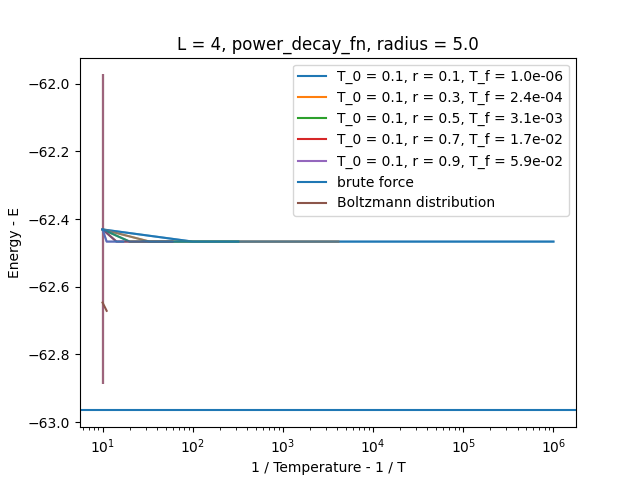 L = 4, power_decay_fn, radius = 5.0
T_0 = 0.1, r = 0.1, T_f = 1.0e-06
T_0 = 0.1, r = 0.3, T_f = 2.4e-04
T_0 = 0.1, r = 0.5, T_f = 3.1e-03
T_0 = 0.1, r = 0.7, T_f = 1.7e-02
T_0 = 0.1, r = 0.9, T_f = 5.9e-02
brute force
Boltzmann distribution
Energy - E
−62.0
−62.2
−62.4
−62.6
−62.8
−63.0
10¹ 10² 10³ 10⁴ 10⁵ 10⁶
1 / Temperature - 1 / T